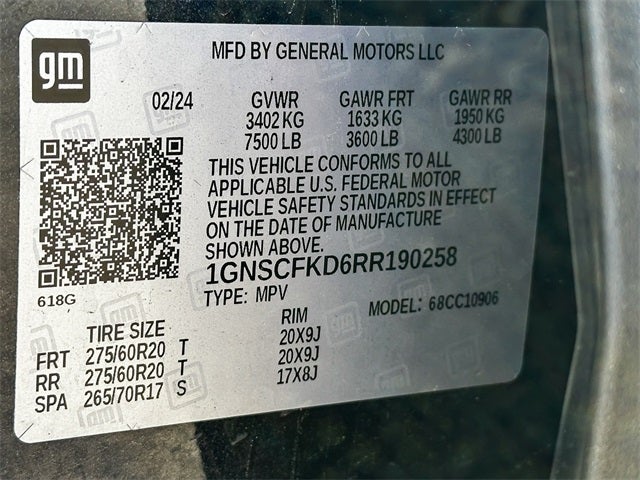 gm
MFD BY GENERAL MOTORS LLC
02/24 GVWR GAWR FRT GAWR RR
3402 KG 1633 KG 1950 KG
7500 LB 3600 LB 4300 LB
THIS VEHICLE CONFORMS TO ALL
APPLICABLE U.S. FEDERAL MOTOR
VEHICLE SAFETY STANDARDS IN EFFECT
ON THE DATE OF MANUFACTURE
SHOWN ABOVE.
1GNSCFKD6RR190258
618G
TYPE: MPV MODEL: 68CC10906
TIRE SIZE RIM
FRT 275/60R20 T 20X9J
RR 275/60R20 T 20X9J
SPA 265/70R17 S 17X8J